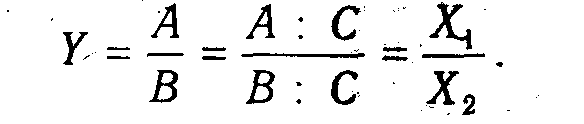 Y = A/B = (A : C)/(B : C) = X₁/X₂.